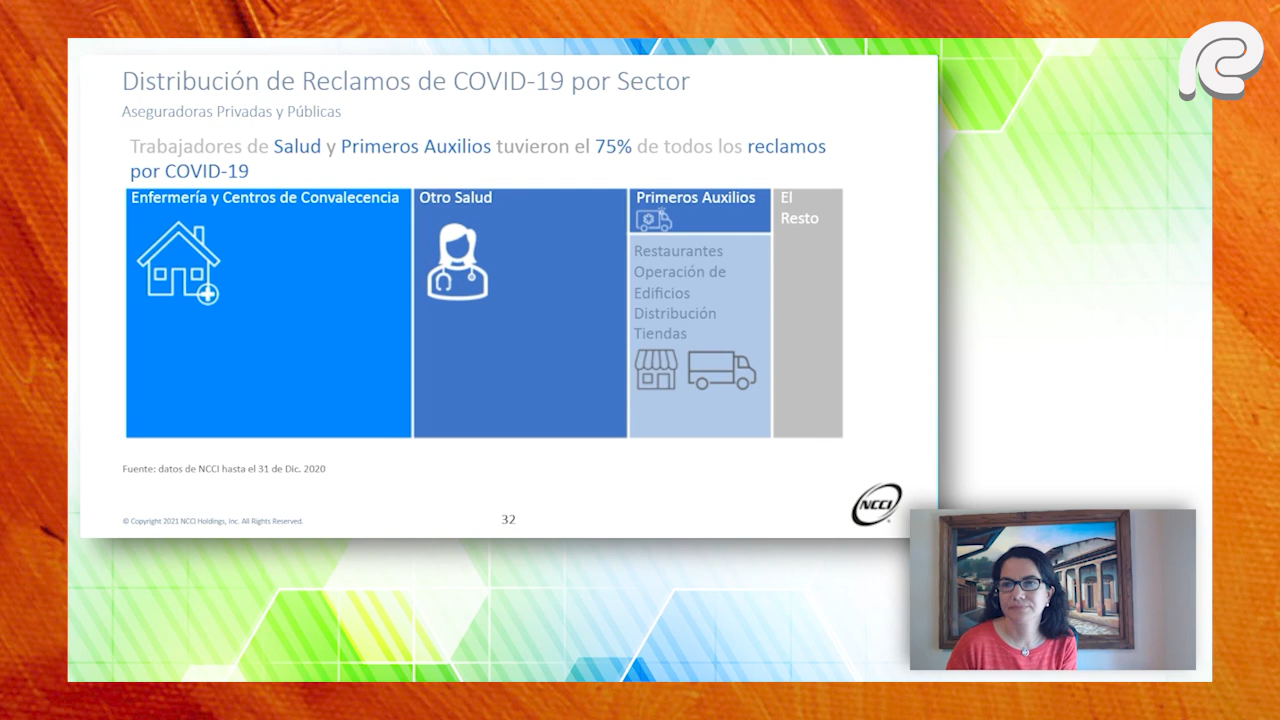 Distribución de Reclamos de COVID-19 por Sector
Aseguradoras Privadas y Públicas
Trabajadores de Salud y Primeros Auxilios tuvieron el 75% de todos los reclamos
por COVID-19
Enfermería y Centros de Convalecencia
Otro Salud
Primeros Auxilios
El
Resto
Restaurantes
Operación de
Edificios
Distribución
Tiendas
Fuente: datos de NCCI hasta el 31 de Dic. 2020
© Copyright 2021 NCCI Holdings, Inc. All Rights Reserved.
32
NCCI